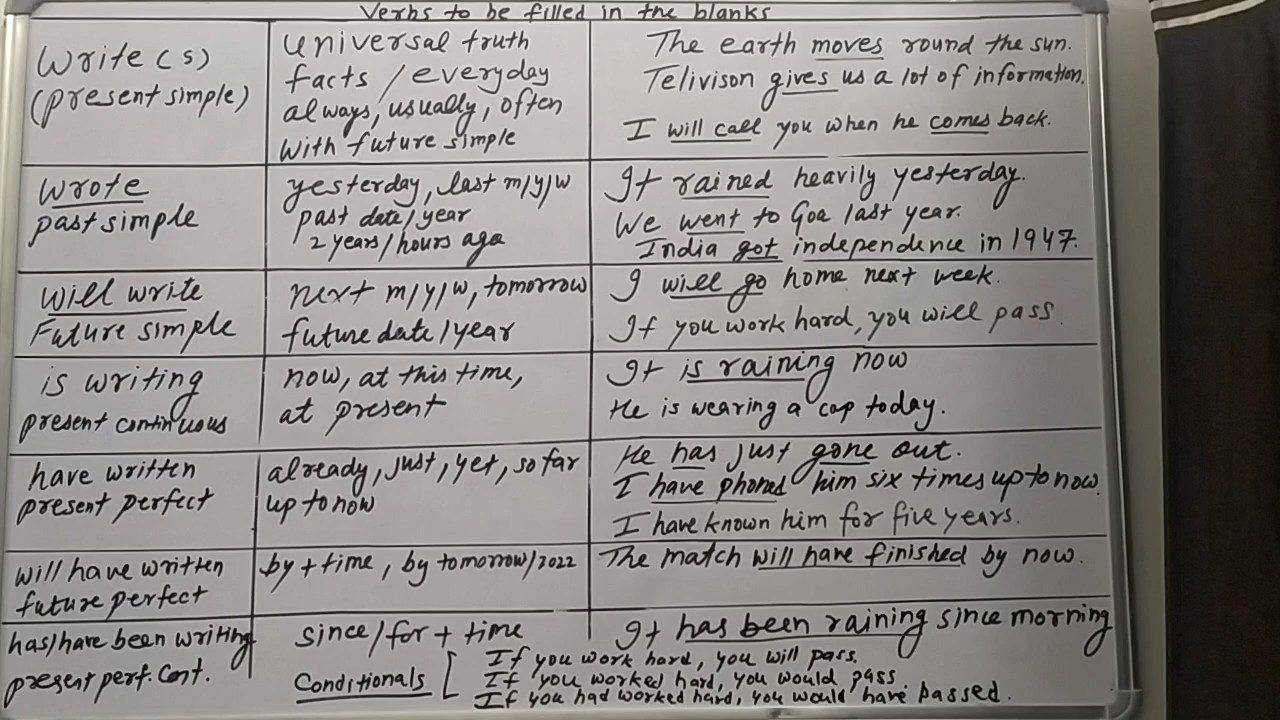 Verbs to be filled in the blanks
Write(s)
(present simple)
universal truth
facts / everyday
always, usually, often
with future simple
The earth moves round the sun.
Telivison gives us a lot of information.
I will call you when he comes back.
Wrote
past simple
yesterday, last m/y/w
past date/year
2 years/hours ago
It rained heavily yesterday.
We went to Goa last year.
India got independence in 1947.
will write
Future simple
next m/y/w, tomorrow
future date/year
I will go home next week.
If you work hard, you will pass.
is writing
present continuous
now, at this time,
at present
It is raining now
He is wearing a cap today.
have written
present perfect
already, just, yet, so far
up to now
He has just gone out.
I have phoned him six times up to now.
I have known him for five years.
will have written
future perfect
by + time, by tomorrow/2022
The match will have finished by now.
has/have been writing
present perf. cont.
since/for + time
It has been raining since morning
Conditionals
If you work hard, you will pass.
If you worked hard, you would pass.
If you had worked hard, you would have passed.